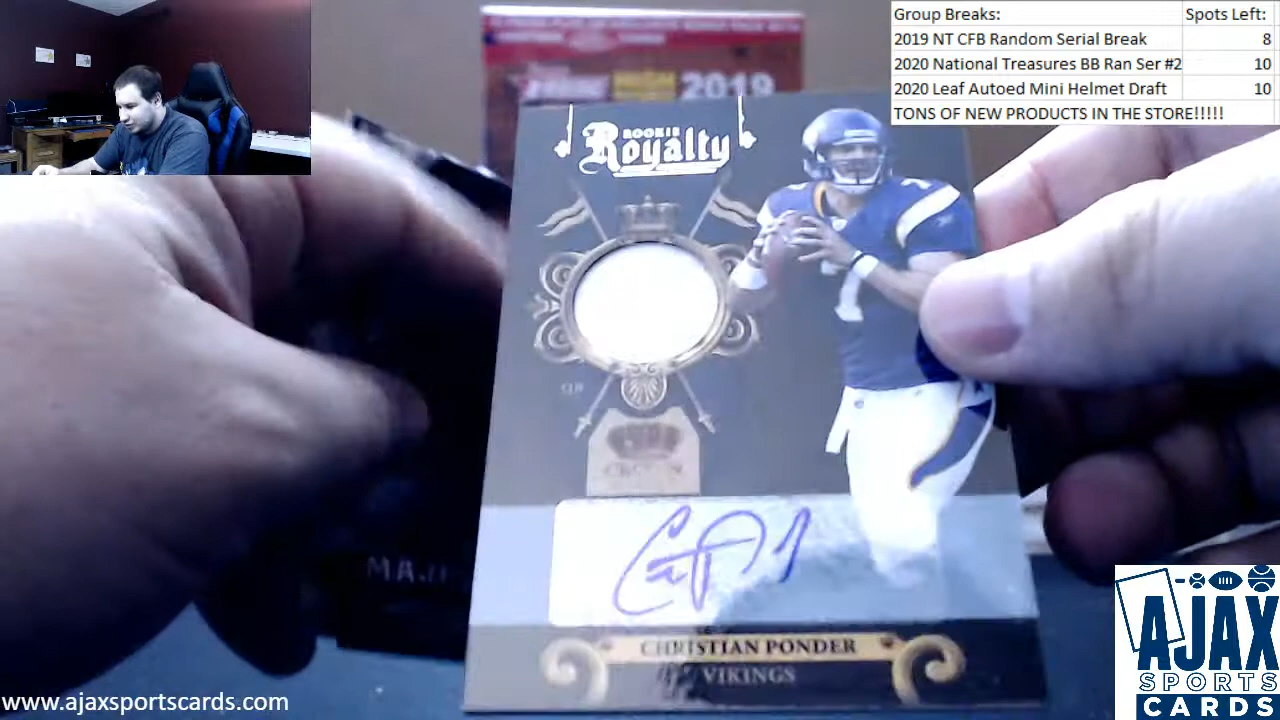 Group Breaks: Spots Left:
2019 NT CFB Random Serial Break 8
2020 National Treasures BB Ran Ser #2 10
2020 Leaf Autoed Mini Helmet Draft 10
TONS OF NEW PRODUCTS IN THE STORE!!!!!
2019
ROOKIE
Royalty
7
QB
CHRISTIAN PONDER
VIKINGS
www.ajaxsportscards.com
AJAX
SPORTS
CARDS